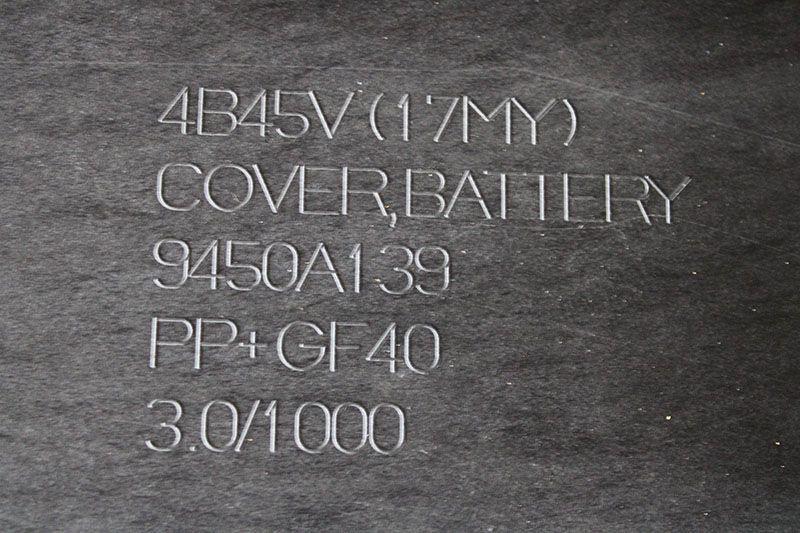 4B45V (17MY)
COVER,BATTERY
9450A139
PP+GF40
3.0/1000